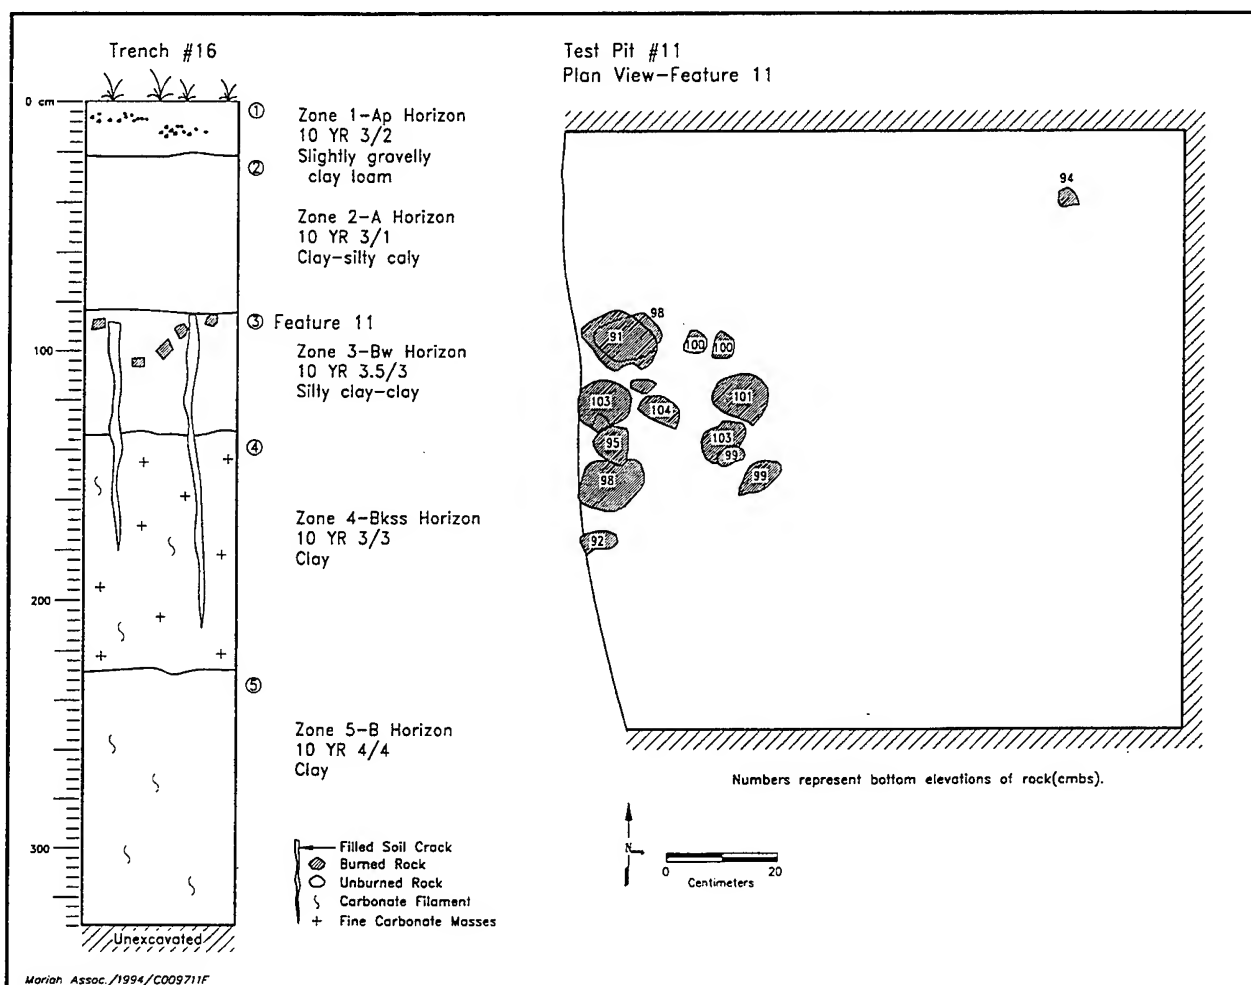 Trench #16
0 cm
100
200
300
①
②
③ Feature 11
④
⑤
Zone 1-Ap Horizon
10 YR 3/2
Slightly gravelly
clay loam
Zone 2-A Horizon
10 YR 3/1
Clay-silty caly
Zone 3-Bw Horizon
10 YR 3.5/3
Silly clay-clay
Zone 4-Bkss Horizon
10 YR 3/3
Clay
Zone 5-B Horizon
10 YR 4/4
Clay
Filled Soil Crack
Burned Rock
Unburned Rock
Carbonate Filament
Fine Carbonate Masses
Unexcavated
Test Pit #11
Plan View-Feature 11
94
98
91
100
100
103
104
101
95
103
99
98
99
92
Numbers represent bottom elevations of rock(cmbs).
N
0
20
Centimeters
Mariah Assoc./1994/C009711F